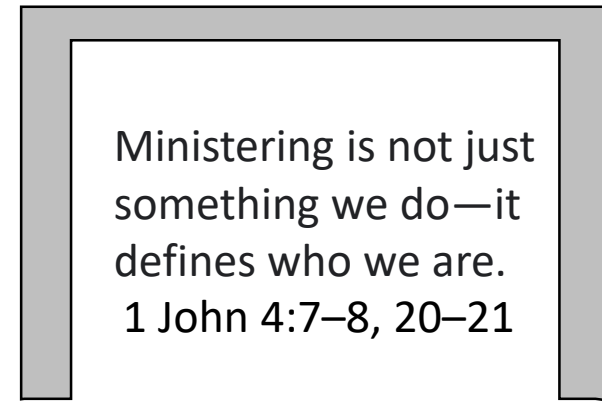 Ministering is not just
something we do—it
defines who we are.
1 John 4:7–8, 20–21